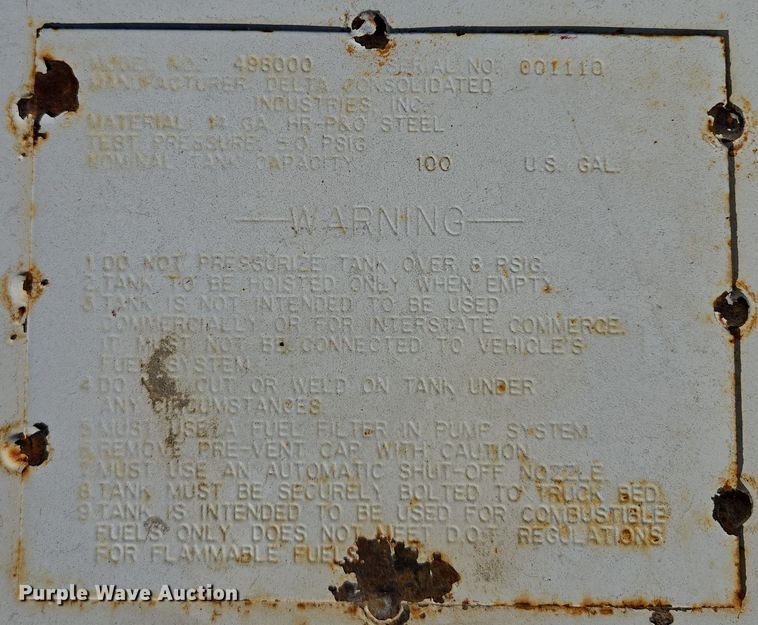 MODEL NO. 498000 SERIAL NO. 001110
MANUFACTURER DELTA CONSOLIDATED
INDUSTRIES, INC.
MATERIAL: 14 GA. HR-P&O STEEL
TEST PRESSURE: PSIG
NOMINAL TANK CAPACITY 100 U.S. GAL.
WARNING
1. DO NOT PRESSURIZE TANK OVER PSIG.
2. TANK TO BE HOISTED ONLY WHEN EMPTY.
3. TANK IS NOT INTENDED TO BE USED
COMMERCIALLY OR FOR INTERSTATE COMMERCE.
IT MUST NOT BE CONNECTED TO VEHICLE'S
FUEL SYSTEM.
4. DO NOT CUT OR WELD ON TANK UNDER
ANY CIRCUMSTANCES.
5. MUST USE A FUEL FILTER IN PUMP SYSTEM.
6. REMOVE PRE-VENT CAP WITH CAUTION.
7. MUST USE AN AUTOMATIC SHUT-OFF NOZZLE.
8. TANK MUST BE SECURELY BOLTED TO TRUCK BED.
9. TANK IS INTENDED TO BE USED FOR COMBUSTIBLE
FUELS ONLY. DOES NOT MEET D.O.T. REGULATIONS
FOR FLAMMABLE FUELS.
Purple Wave Auction